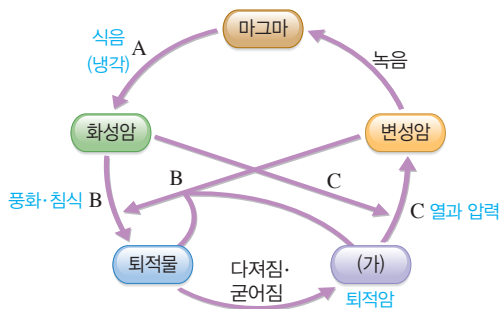 마그마
식음
(냉각)
A
녹음
화성암
변성암
B
C
풍화·침식 B
C 열과 압력
퇴적물
다져짐·
굳어짐
(가)
퇴적암